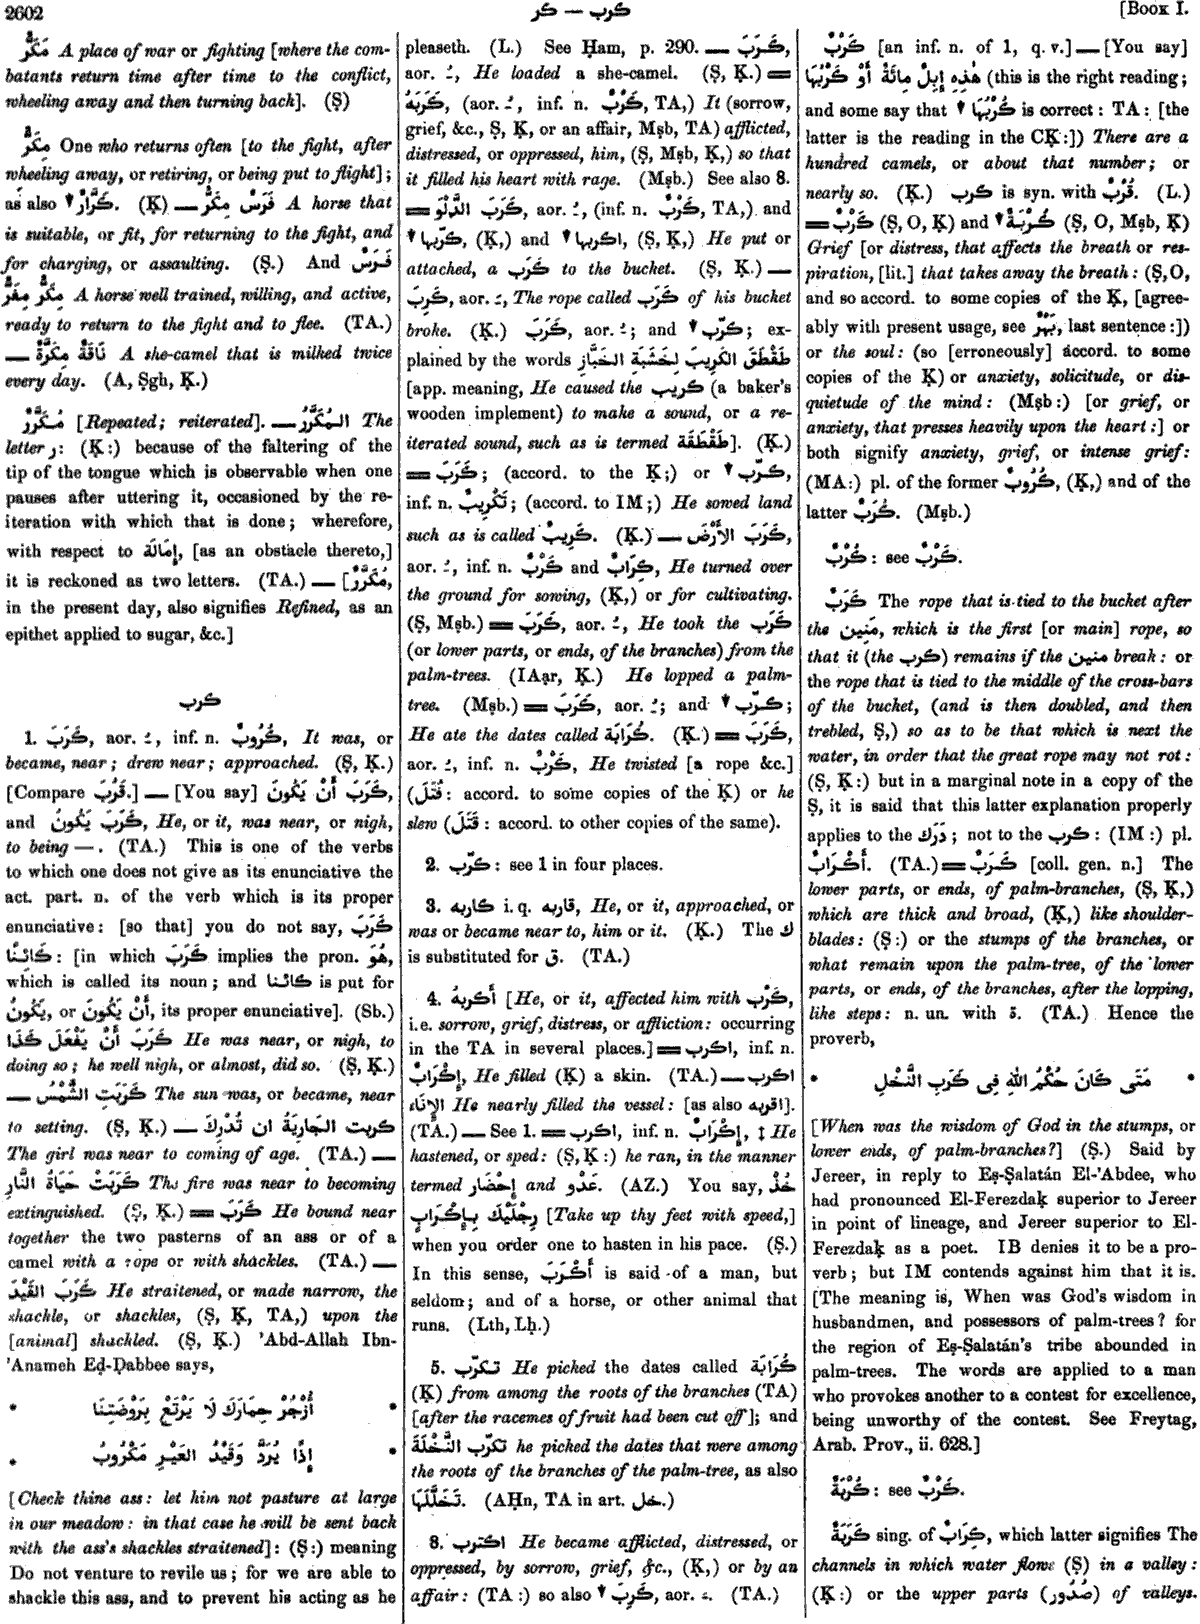 2602
كرب — كر
[Book I.
مَكَرٌّ A place of war or fighting [where the com-
batants return time after time to the conflict,
wheeling away and then turning back]. (Ṣ)
مِكَرٌّ One who returns often [to the fight, after
wheeling away, or retiring, or being put to flight];
as also ▼ كَرَّارٌ. (Ḳ) — فَرَسٌ مِكَرٌّ A horse that
is suitable, or fit, for returning to the fight, and
for charging, or assaulting. (Ṣ.) And فَرَسٌ
مِكَرٌّ مِفَرٌّ A horse well trained, willing, and active,
ready to return to the fight and to flee. (TA.)
— نَاقَةٌ مِكَرَّةٌ A she-camel that is milked twice
every day. (A, Ṣgh, Ḳ.)
مُكَرَّرٌ [Repeated; reiterated]. — المُكَرَّرُ The
letter ر: (Ḳ:) because of the faltering of the
tip of the tongue which is observable when one
pauses after uttering it, occasioned by the re-
iteration with which that is done; wherefore,
with respect to إِمَالَة, [as an obstacle thereto,]
it is reckoned as two letters. (TA.) — [مُكَرَّرٌ,
in the present day, also signifies Refined, as an
epithet applied to sugar, &c.]
كرب
1. كَرَبَ, aor. ـُ, inf. n. كُرُوبٌ, It was, or
became, near; drew near; approached. (Ṣ, Ḳ.)
[Compare قَرُبَ.] — [You say] كَرَبَ أَنْ يَكُونَ,
and كَرَبَ يَكُونُ, He, or it, was near, or nigh,
to being —. (TA.) This is one of the verbs
to which one does not give as its enunciative the
act. part. n. of the verb which is its proper
enunciative: [so that] you do not say, كَرَبَ
كَائِنًا: [in which كَرَبَ implies the pron. هُوَ,
which is called its noun; and كائنا is put for
يَكُونُ, or أَنْ يَكُونَ, its proper enunciative]. (Sb.)
كَرَبَ أَنْ يَفْعَلَ كَذَا He was near, or nigh, to
doing so; he well nigh, or almost, did so. (Ṣ, Ḳ.)
— كَرَبَتِ الشَّمْسُ The sun was, or became, near
to setting. (Ṣ, Ḳ.) — كربت الجَارِيَةُ ان تُدْرِكَ
The girl was near to coming of age. (TA.) —
كَرَبَتْ حَيَاةُ النَّارِ The fire was near to becoming
extinguished. (Ṣ, Ḳ.) = كَرَبَ He bound near
together the two pasterns of an ass or of a
camel with a rope or with shackles. (TA.) —
كَرَبَ القَيْدَ He straitened, or made narrow, the
shackle, or shackles, (Ṣ, Ḳ, TA,) upon the
[animal] shackled. (Ṣ, Ḳ.) 'Abd-Allah Ibn-
'Anameh Eḍ-Ḍabbee says,
* أُزْجُرْ حِمَارَكَ لَا يَرْتَعْ بِرَوْضَتِنَا *
* إِذًا يُرَدَّ وَقَيْدُ العَيْرِ مَكْرُوبُ *
[Check thine ass: let him not pasture at large
in our meadow: in that case he will be sent back
with the ass's shackles straitened]: (Ṣ:) meaning
Do not venture to revile us; for we are able to
shackle this ass, and to prevent his acting as he
pleaseth. (L.) See Ḥam, p. 290. — كَرَبَ,
aor. ـُ, He loaded a she-camel. (Ṣ, Ḳ.) =
كَرَبَهُ, (aor. ـُ, inf. n. كَرْبٌ, TA,) It (sorrow,
grief, &c., Ṣ, Ḳ, or an affair, Mṣb, TA) afflicted,
distressed, or oppressed, him, (Ṣ, Mṣb, Ḳ,) so that
it filled his heart with rage. (Mṣb.) See also 8.
= كَرَبَ الدَّلْوَ, aor. ـُ, (inf. n. كَرْبٌ, TA,) and
▼ كرّبها, (Ḳ,) and ▼ اكربها, (Ṣ, Ḳ,) He put or
attached, a كَرَب to the bucket. (Ṣ, Ḳ.) —
كَرِبَ, aor. ـَ, The rope called كَرَب of his bucket
broke. (Ḳ.) كَرَبَ, aor. ـُ; and ▼ كرّب; ex-
plained by the words طَقْطَقَ الكَرِيبَ لِخَشَبَةِ الخَبَّازِ
[app. meaning, He caused the كريب (a baker's
wooden implement) to make a sound, or a re-
iterated sound, such as is termed طَقْطَقَة]. (Ḳ.)
= كَرَبَ; (accord. to the Ḳ;) or ▼ كرّب,
inf. n. تَكْرِيبٌ; (accord. to IM;) He sowed land
such as is called كَرِيبٌ. (Ḳ.) — كَرَبَ الأَرْضَ,
aor. ـُ, inf. n. كَرْبٌ and كِرَابٌ, He turned over
the ground for sowing, (Ḳ,) or for cultivating.
(Ṣ, Mṣb.) = كَرَبَ, aor. ـُ, He took the كَرَب
(or lower parts, or ends, of the branches) from the
palm-trees. (IAạr, Ḳ.) He lopped a palm-
tree. (Mṣb.) = كَرَبَ, aor. ـُ; and ▼ كرّب;
He ate the dates called كُرَابَة. (Ḳ.) = كَرَبَ,
aor. ـُ, inf. n. كَرْبٌ, He twisted [a rope &c.]
(فَتَلَ: accord. to some copies of the Ḳ) or he
slew (قَتَلَ: accord. to other copies of the same).
2. كرّب: see 1 in four places.
3. كاربه i. q. قاربه, He, or it, approached, or
was or became near to, him or it. (Ḳ.) The ك
is substituted for ق. (TA.)
4. أكربهُ [He, or it, affected him with كَرْب,
i.e. sorrow, grief, distress, or affliction: occurring
in the TA in several places.] = اكرب, inf. n.
إِكْرَابٌ, He filled (Ḳ) a skin. (TA.) — اكرب
الإِنَاءَ He nearly filled the vessel: [as also اقربه].
(TA.) — See 1. = اكرب, inf. n. إِكْرَابٌ, ‡ He
hastened, or sped: (Ṣ, Ḳ:) he ran, in the manner
termed إِحْضَار and عَدْو. (AZ.) You say, خُذْ
رِجْلَيْكَ بِإِكْرَابٍ [Take up thy feet with speed,]
when you order one to hasten in his pace. (Ṣ.)
In this sense, أَكْرَبَ is said of a man, but
seldom; and of a horse, or other animal that
runs. (Lth, Lḥ.)
5. تكرّب He picked the dates called كُرَابَة
(Ḳ) from among the roots of the branches (TA)
[after the racemes of fruit had been cut off]; and
تكرّب النَّخْلَةَ he picked the dates that were among
the roots of the branches of the palm-tree, as also
تَخَلَّلَهَا. (AḤn, TA in art. خل.)
8. اكترب He became afflicted, distressed, or
oppressed, by sorrow, grief, &c., (Ḳ,) or by an
affair: (TA:) so also ▼ كَرِبَ, aor. ـَ. (TA.)
كَرْبٌ [an inf. n. of 1, q. v.] — [You say]
هٰذِهِ إِبِلٌ مِائَةٌ أَوْ كَرْبُهَا (this is the right reading;
and some say that ▼ كُرْبُهَا is correct: TA: [the
latter is the reading in the CḲ:]) There are a
hundred camels, or about that number; or
nearly so. (Ḳ.) كرب is syn. with قُرْبٌ. (L.)
= كَرْبٌ (Ṣ, O, Ḳ) and ▼ كُرْبَةٌ (Ṣ, O, Mṣb, Ḳ)
Grief [or distress, that affects the breath or res-
piration, [lit.] that takes away the breath: (Ṣ, O,
and so accord. to some copies of the Ḳ, [agree-
ably with present usage, see بُهْرٌ, last sentence:])
or the soul: (so [erroneously] accord. to some
copies of the Ḳ) or anxiety, solicitude, or dis-
quietude of the mind: (Mṣb:) [or grief, or
anxiety, that presses heavily upon the heart:] or
both signify anxiety, grief, or intense grief:
(MA:) pl. of the former كُرُوبٌ, (Ḳ,) and of the
latter كُرَبٌ. (Mṣb.)
كُرْبٌ: see كَرْبٌ.
كَرَبٌ The rope that is tied to the bucket after
the مَنِين, which is the first [or main] rope, so
that it (the كرب) remains if the منين break: or
the rope that is tied to the middle of the cross-bars
of the bucket, (and is then doubled, and then
trebled, Ṣ,) so as to be that which is next the
water, in order that the great rope may not rot:
(Ṣ, Ḳ:) but in a marginal note in a copy of the
Ṣ, it is said that this latter explanation properly
applies to the دَرَك; not to the كرب: (IM:) pl.
أَكْرَابٌ. (TA.) = كَرَبٌ [coll. gen. n.] The
lower parts, or ends, of palm-branches, (Ṣ, Ḳ,)
which are thick and broad, (Ḳ,) like shoulder-
blades: (Ṣ:) or the stumps of the branches, or
what remain upon the palm-tree, of the lower
parts, or ends, of the branches, after the lopping,
like steps: n. un. with ة. (TA.) Hence the
proverb,
* مَتَى كَانَ حُكْمُ اللّٰهِ فِى كَرَبِ النَّخْلِ *
[When was the wisdom of God in the stumps, or
lower ends, of palm-branches?] (Ṣ.) Said by
Jereer, in reply to Eṣ-Ṣalatán El-'Abdee, who
had pronounced El-Ferezdaḳ superior to Jereer
in point of lineage, and Jereer superior to El-
Ferezdaḳ as a poet. IB denies it to be a pro-
verb; but IM contends against him that it is.
[The meaning is, When was God's wisdom in
husbandmen, and possessors of palm-trees? for
the region of Eṣ-Ṣalatán's tribe abounded in
palm-trees. The words are applied to a man
who provokes another to a contest for excellence,
being unworthy of the contest. See Freytag,
Arab. Prov., ii. 628.]
كُرْبَةٌ: see كَرْبٌ.
كَرَبَةٌ sing. of كِرَابٌ, which latter signifies The
channels in which water flows (Ṣ) in a valley:
(Ḳ:) or the upper parts (صُدُور) of valleys.